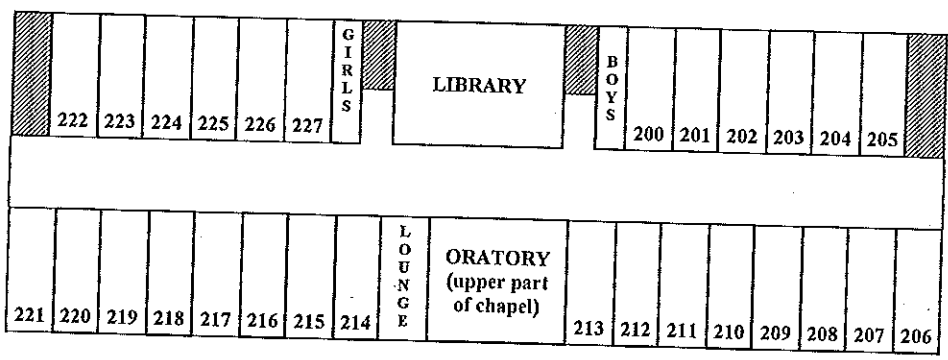 222 223 224 225 226 227 GIRLS LIBRARY BOYS 200 201 202 203 204 205
221 220 219 218 217 216 215 214 LOUNGE ORATORY
(upper part
of chapel)
213 212 211 210 209 208 207 206